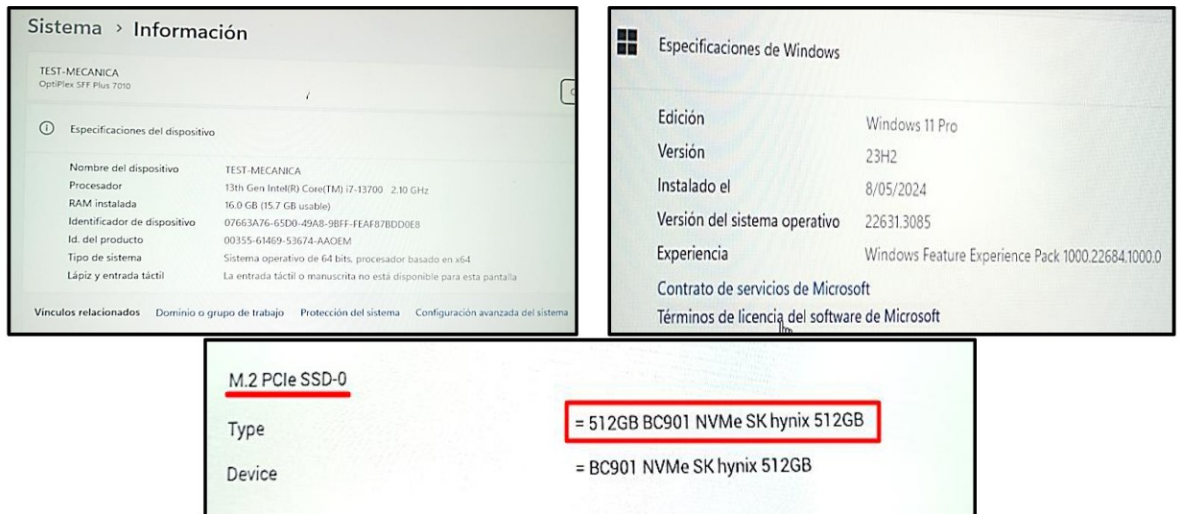 Sistema > Información
TEST-MECANICA
OptiPlex SFF Plus 7010
Especificaciones del dispositivo
Nombre del dispositivo TEST-MECANICA
Procesador 13th Gen Intel(R) Core(TM) i7-13700 2.10 GHz
RAM instalada 16.0 GB (15.7 GB usable)
Identificador de dispositivo 07663A76-65D0-49A8-9BFF-FEAF87BDD0E8
Id. del producto 00355-61469-53674-AAOEM
Tipo de sistema Sistema operativo de 64 bits, procesador basado en x64
Lápiz y entrada táctil La entrada táctil o manuscrita no está disponible para esta pantalla
Vínculos relacionados Dominio o grupo de trabajo Protección del sistema Configuración avanzada del sistema
Especificaciones de Windows
Edición Windows 11 Pro
Versión 23H2
Instalado el 8/05/2024
Versión del sistema operativo 22631.3085
Experiencia Windows Feature Experience Pack 1000.22684.1000.0
Contrato de servicios de Microsoft
Términos de licencia del software de Microsoft
M.2 PCIe SSD-0
Type = 512GB BC901 NVMe SK hynix 512GB
Device = BC901 NVMe SK hynix 512GB